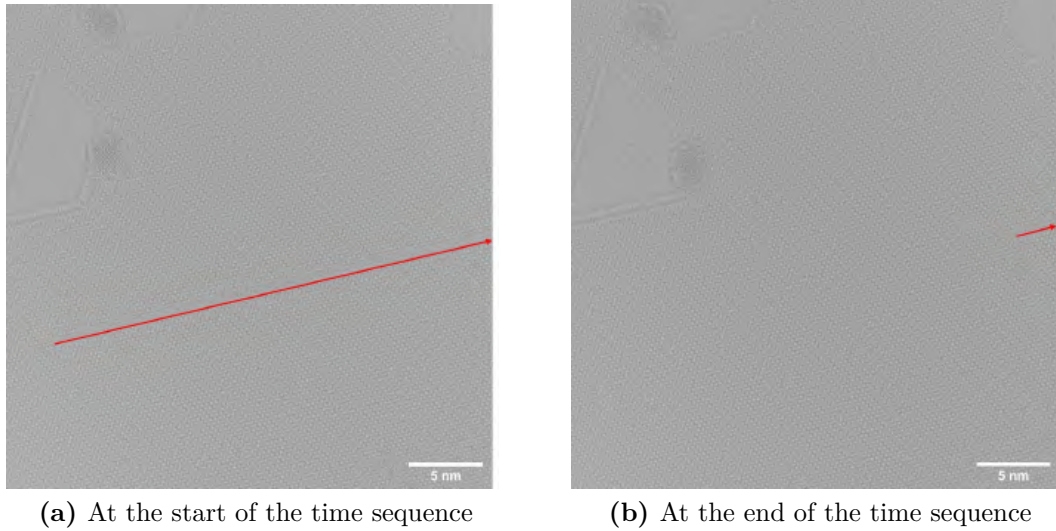 5 nm
5 nm
(a) At the start of the time sequence
(b) At the end of the time sequence